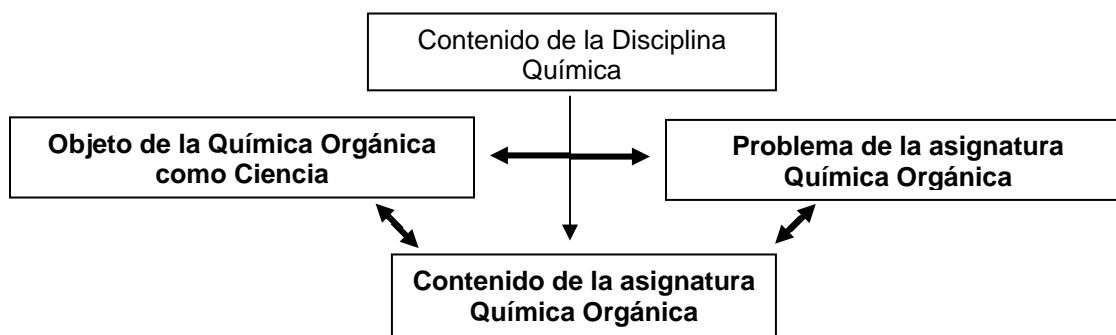 Contenido de la Disciplina
Química
Objeto de la Química Orgánica
como Ciencia
Problema de la asignatura
Química Orgánica
Contenido de la asignatura
Química Orgánica